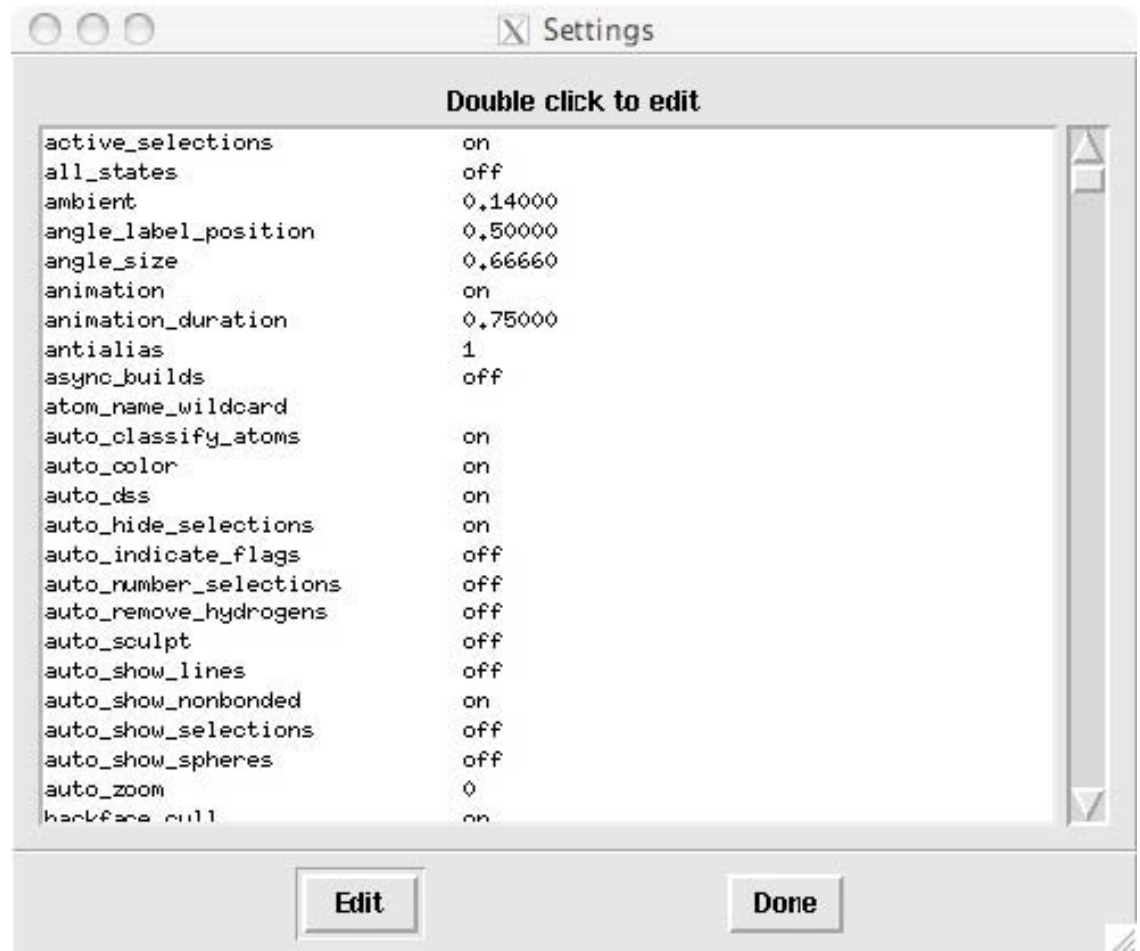 Settings
Double click to edit
active_selections on
all_states off
ambient 0.14000
angle_label_position 0.50000
angle_size 0.66660
animation on
animation_duration 0.75000
antialias 1
async_builds off
atom_name_wildcard
auto_classify_atoms on
auto_color on
auto_dss on
auto_hide_selections on
auto_indicate_flags off
auto_number_selections off
auto_remove_hydrogens off
auto_sculpt off
auto_show_lines off
auto_show_nonbonded on
auto_show_selections off
auto_show_spheres off
auto_zoom 0
backface_cull on
Edit Done